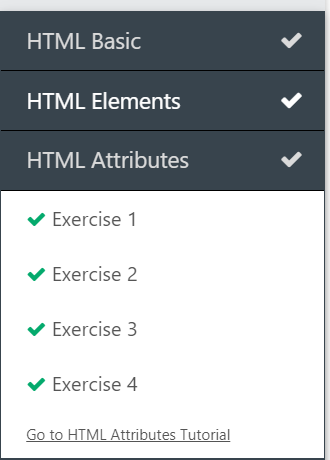 HTML Basic
HTML Elements
HTML Attributes
Exercise 1
Exercise 2
Exercise 3
Exercise 4
Go to HTML Attributes Tutorial